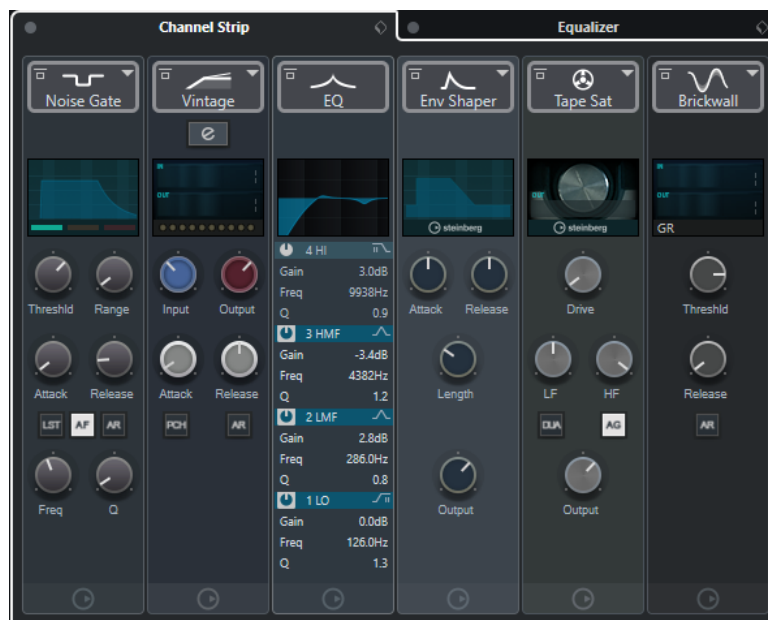 Channel Strip
Equalizer
Noise Gate
Vintage
EQ
Env Shaper
Tape Sat
Brickwall
e
IN
OUT
steinberg
OUT
steinberg
IN
OUT
GR
Threshld Range
Attack Release
LST AF AR
Freq Q
Input Output
Attack Release
PCH AR
4 HI
Gain 3.0dB
Freq 9938Hz
Q 0.9
3 HMF
Gain -3.4dB
Freq 4382Hz
Q 1.2
2 LMF
Gain 2.8dB
Freq 286.0Hz
Q 0.8
1 LO
Gain 0.0dB
Freq 126.0Hz
Q 1.3
Attack Release
Length
Output
Drive
LF HF
DUA AG
Output
Threshld
Release
AR